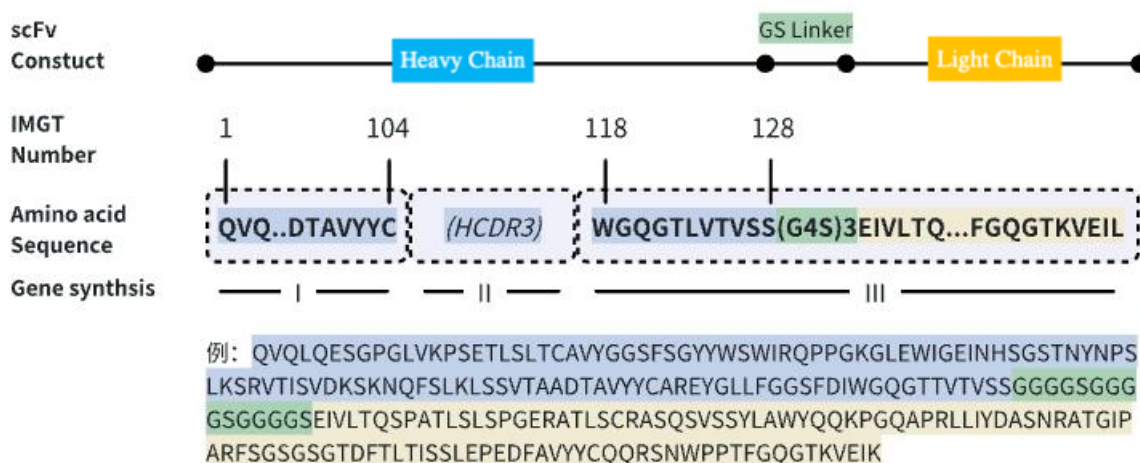 scFv
Constuct
Heavy Chain
GS Linker
Light Chain
IMGT
Number
1
104
118
128
Amino acid
Sequence
QVQ..DTAVYYC
(HCDR3)
WGQGTLVTVSS(G4S)3EIVLTQ...FGQGTKVEIL
Gene synthsis
I
II
III
例：QVQLQESGPGLVKPSETLSLTCAVYGGSFSGYYWSWIRQPPGKGLEWIGEINHSGSTNYNPS
LKSRVTISVDKSKNQFSLKLSSVTAADTAVYYCAREYGLLFGGSFDIWGQGTTVTVSSGGGGSGGG
GSGGGGSEIVLTQSPATLSLSPGERATLSCRASQSVSSYLAWYQQKPGQAPRLLIYDASNRATGIP
ARFSGSGSGTDFTLTISSLEPEDFAVYYCQQRSNWPPTFGQGTKVEIK